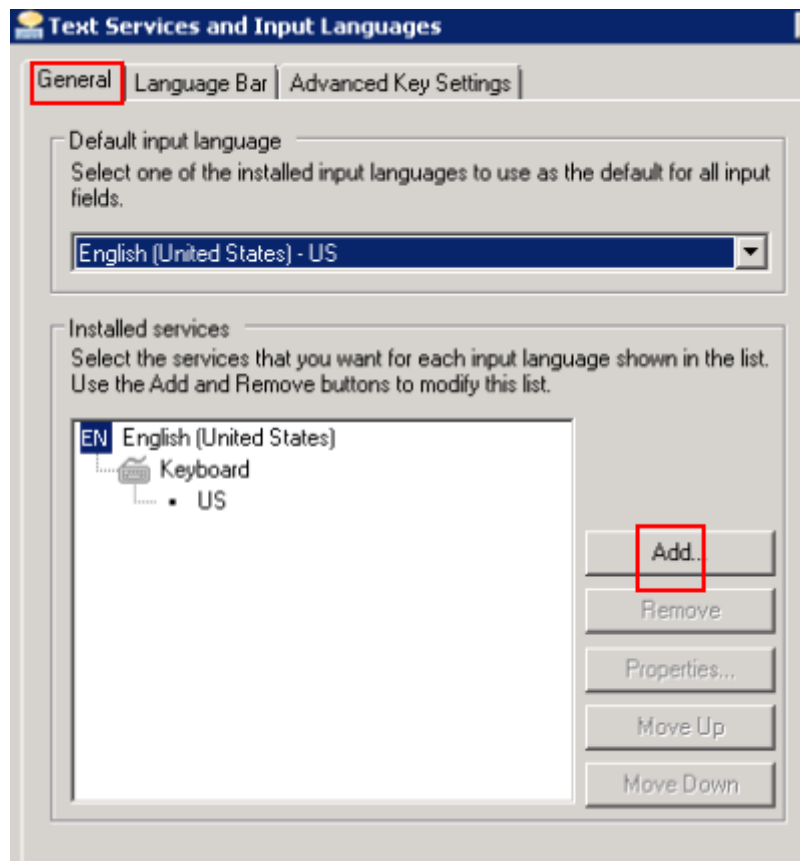 Text Services and Input Languages
General Language Bar Advanced Key Settings
Default input language
Select one of the installed input languages to use as the default for all input
fields.
English (United States) - US
Installed services
Select the services that you want for each input language shown in the list.
Use the Add and Remove buttons to modify this list.
EN English (United States)
Keyboard
• US
Add...
Remove
Properties...
Move Up
Move Down